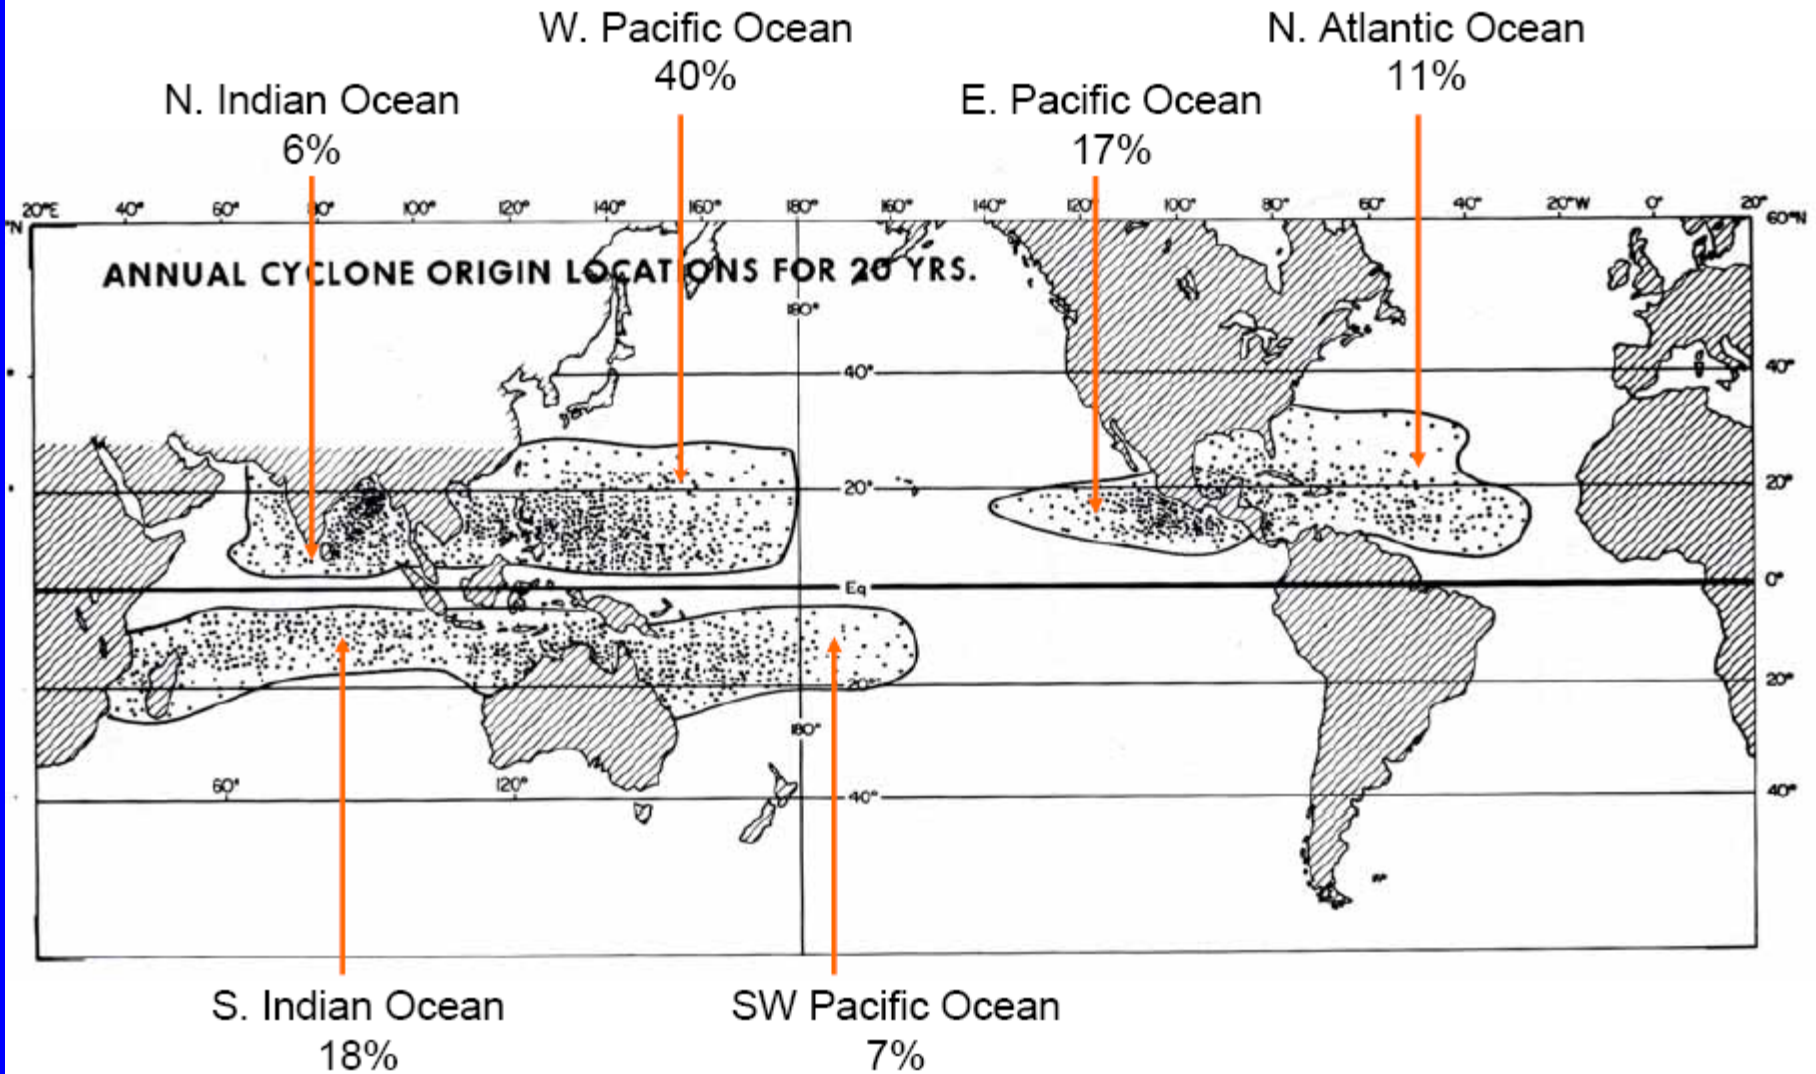 W. Pacific Ocean
40%
N. Atlantic Ocean
11%
N. Indian Ocean
6%
E. Pacific Ocean
17%
20°E 40° 60° 80° 100° 120° 140° 160° 180° 160° 140° 120° 100° 80° 60° 40° 20°W 0° 20°
°N 60°N
ANNUAL CYCLONE ORIGIN LOCATIONS FOR 20 YRS.
180°
40° 40°
20° 20°
Eq 0°
20° 20°
180°
60° 120° 40° 40°
S. Indian Ocean
18%
SW Pacific Ocean
7%